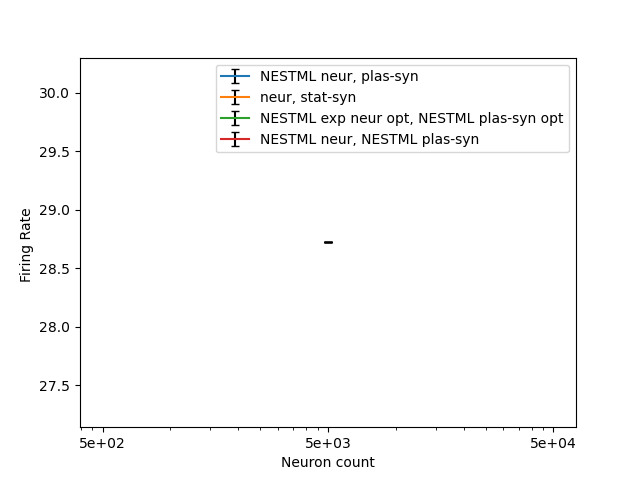 NESTML neur, plas-syn
neur, stat-syn
NESTML exp neur opt, NESTML plas-syn opt
NESTML neur, NESTML plas-syn
30.0
29.5
29.0
28.5
28.0
27.5
Firing Rate
5e+02 5e+03 5e+04
Neuron count